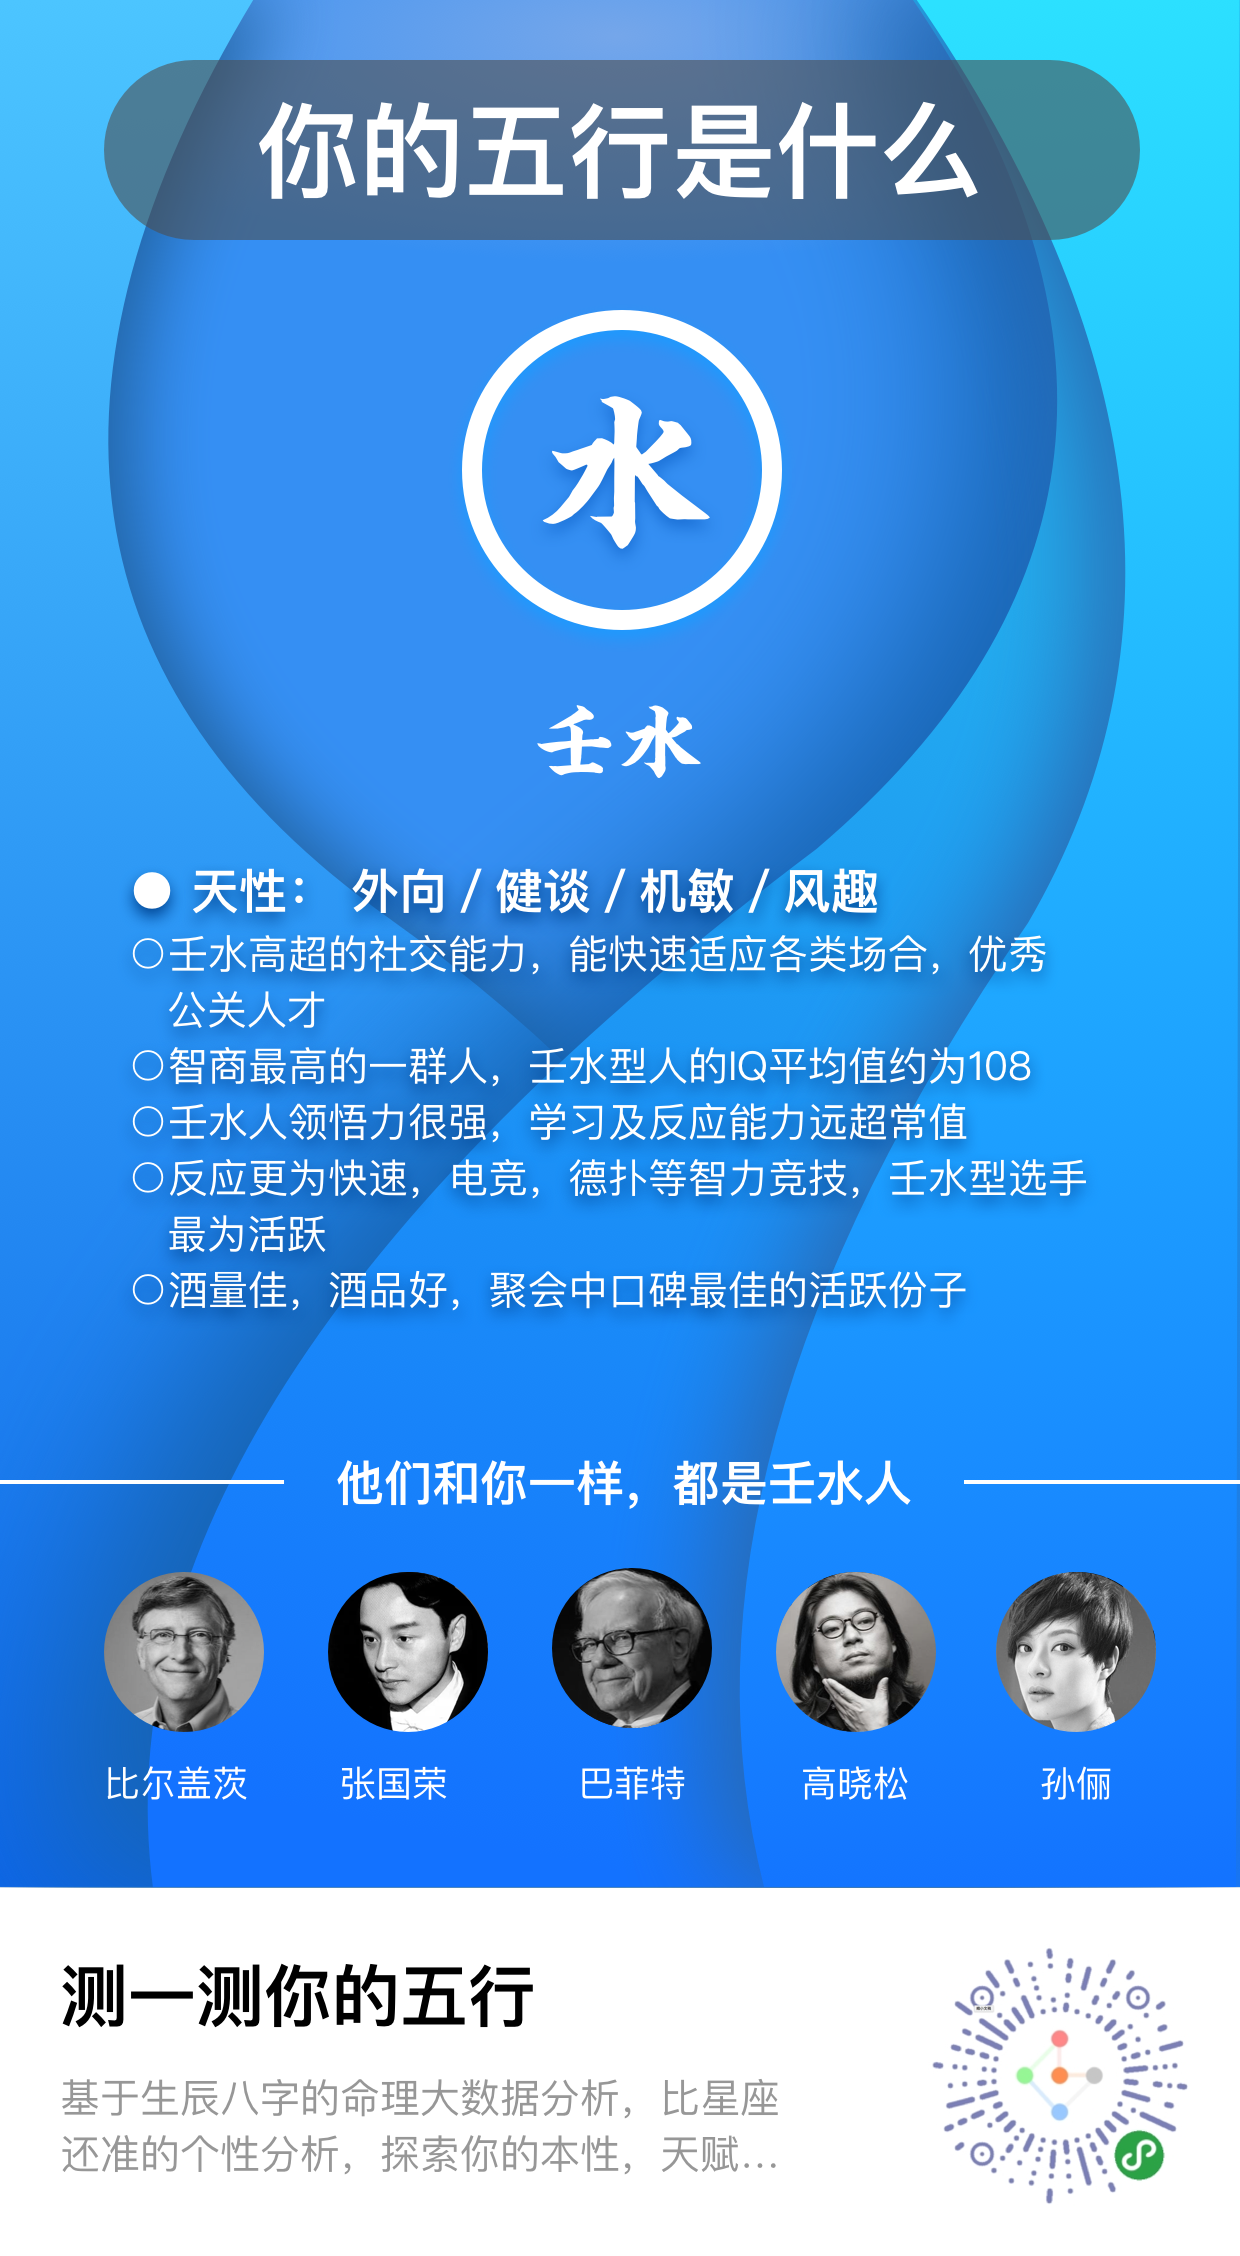 你的五行是什么
水
壬水
● 天性： 外向 / 健谈 / 机敏 / 风趣
○壬水高超的社交能力，能快速适应各类场合，优秀
公关人才
○智商最高的一群人，壬水型人的IQ平均值约为108
○壬水人领悟力很强，学习及反应能力远超常值
○反应更为快速，电竞，德扑等智力竞技，壬水型选手
最为活跃
○酒量佳，酒品好，聚会中口碑最佳的活跃份子
他们和你一样，都是壬水人
比尔盖茨 张国荣 巴菲特 高晓松 孙俪
测一测你的五行
基于生辰八字的命理大数据分析，比星座
还准的个性分析，探索你的本性，天赋...